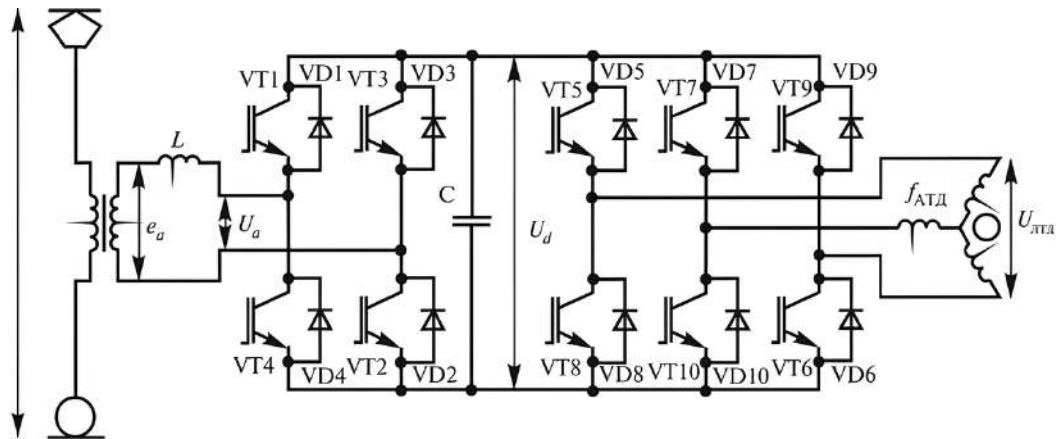 VT1
VD1
VT3
VD3
VT5
VD5
VT7
VD7
VT9
VD9
L
e_a
U_a
C
U_d
f_АТД
U_лтд
VT4
VD4
VT2
VD2
VT8
VD8
VT10
VD10
VT6
VD6